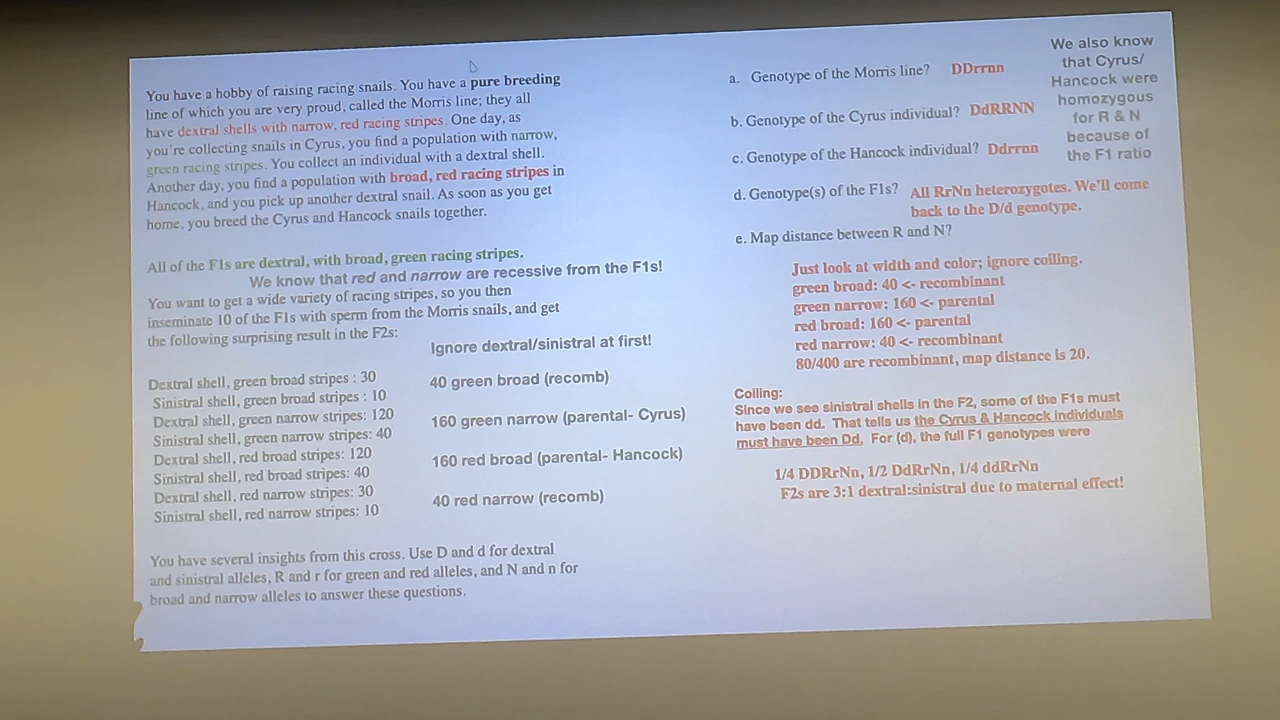 You have a hobby of raising racing snails. You have a pure breeding
line of which you are very proud, called the Morris line; they all
have dextral shells with narrow, red racing stripes. One day, as
you're collecting snails in Cyrus, you find a population with narrow,
green racing stripes. You collect an individual with a dextral shell.
Another day, you find a population with broad, red racing stripes in
Hancock, and you pick up another dextral snail. As soon as you get
home, you breed the Cyrus and Hancock snails together.
All of the F1s are dextral, with broad, green racing stripes.
We know that red and narrow are recessive from the F1s!
You want to get a wide variety of racing stripes, so you then
inseminate 10 of the F1s with sperm from the Morris snails, and get
the following surprising result in the F2s:
Ignore dextral/sinistral at first!
Dextral shell, green broad stripes : 30
Sinistral shell, green broad stripes : 10
Dextral shell, green narrow stripes: 120
Sinistral shell, green narrow stripes: 40
Dextral shell, red broad stripes: 120
Sinistral shell, red broad stripes: 40
Dextral shell, red narrow stripes: 30
Sinistral shell, red narrow stripes: 10
40 green broad (recomb)
160 green narrow (parental- Cyrus)
160 red broad (parental- Hancock)
40 red narrow (recomb)
You have several insights from this cross. Use D and d for dextral
and sinistral alleles, R and r for green and red alleles, and N and n for
broad and narrow alleles to answer these questions.
a. Genotype of the Morris line? DDrrnn
b. Genotype of the Cyrus individual? DdRRNN
c. Genotype of the Hancock individual? Ddrrnn
We also know
that Cyrus/
Hancock were
homozygous
for R & N
because of
the F1 ratio
d. Genotype(s) of the F1s? All RrNn heterozygotes. We'll come
back to the D/d genotype.
e. Map distance between R and N?
Just look at width and color; ignore coiling.
green broad: 40 <- recombinant
green narrow: 160 <- parental
red broad: 160 <- parental
red narrow: 40 <- recombinant
80/400 are recombinant, map distance is 20.
Coiling:
Since we see sinistral shells in the F2, some of the F1s must
have been dd. That tells us the Cyrus & Hancock individuals
must have been Dd. For (d), the full F1 genotypes were
1/4 DDRrNn, 1/2 DdRrNn, 1/4 ddRrNn
F2s are 3:1 dextral:sinistral due to maternal effect!